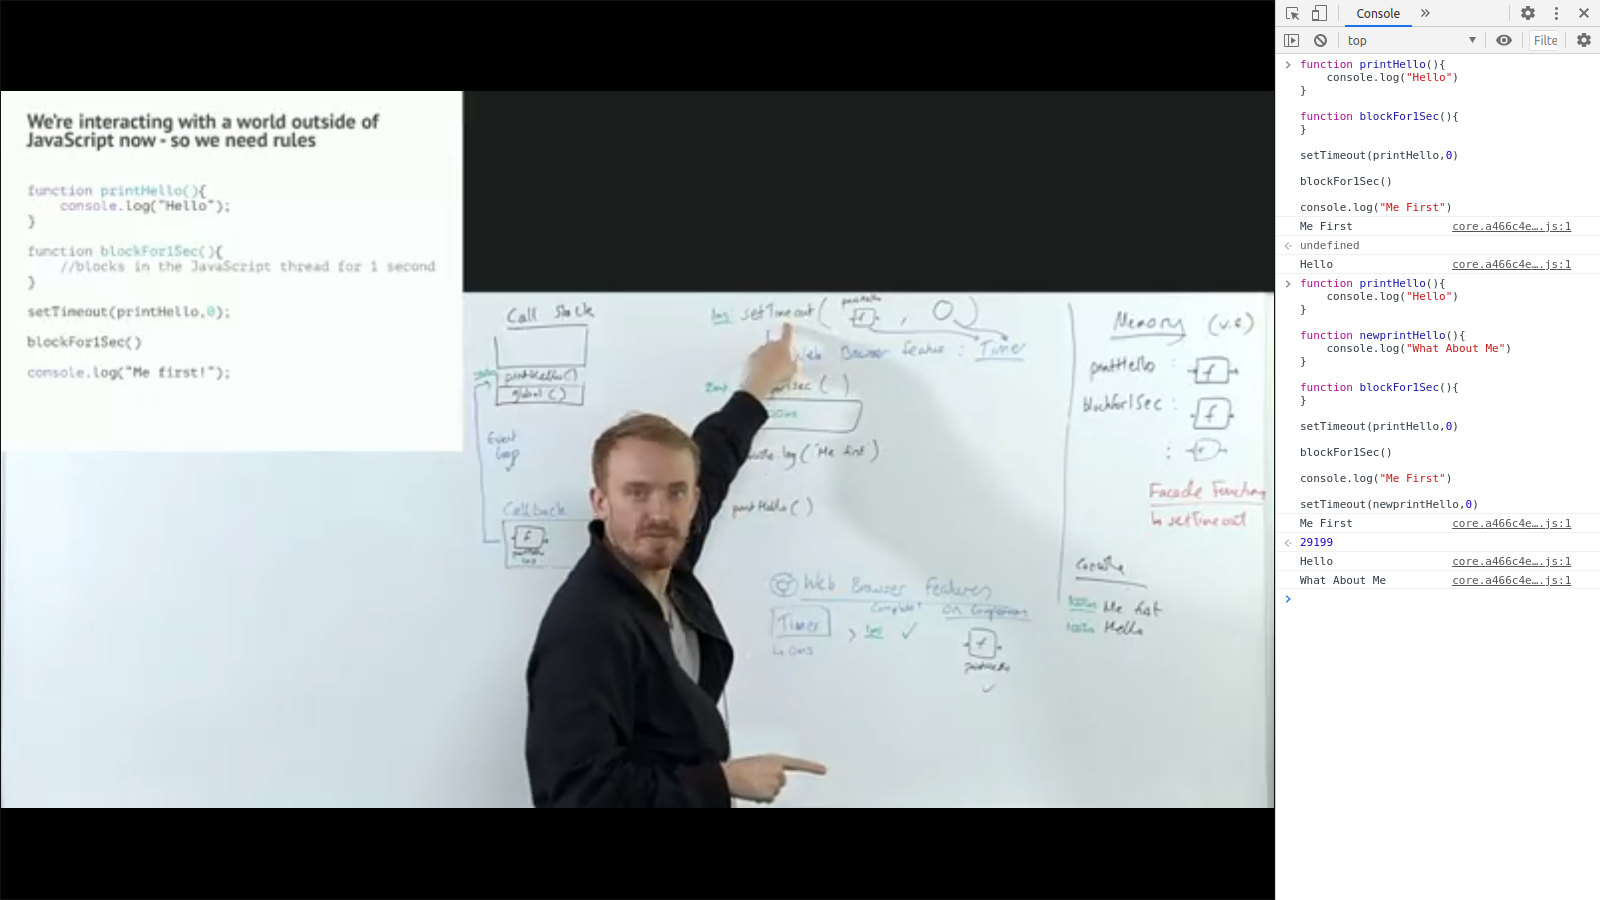 We're interacting with a world outside of
JavaScript now - so we need rules
function printHello(){
console.log("Hello");
}
function blockFor1Sec(){
//blocks in the JavaScript thread for 1 second
}
setTimeout(printHello,0);
blockFor1Sec()
console.log("Me first!");
Call Stack
printHello()
global()
Event
Loop
Callback
f
1ms setTimeout( printHello f , 0 )
Web Browser feature : Timer
2ms
Sec ( )
.log ("Me first")
printHello ( )
Web Browser Features
Complete? On Completion
Timer
↳ 0ms
1ms ✓
f
printHello
✓
Memory (v.e)
printHello : f
blockFor1Sec : f
:
Facade Function
↳ setTimeout
Console
Me first
Hello
Console
top
Filte
function printHello(){
console.log("Hello")
}
function blockFor1Sec(){
}
setTimeout(printHello,0)
blockFor1Sec()
console.log("Me First")
Me First core.a466c4e….js:1
undefined
Hello core.a466c4e….js:1
function printHello(){
console.log("Hello")
}
function newprintHello(){
console.log("What About Me")
}
function blockFor1Sec(){
}
setTimeout(printHello,0)
blockFor1Sec()
console.log("Me First")
setTimeout(newprintHello,0)
Me First core.a466c4e….js:1
29199
Hello core.a466c4e….js:1
What About Me core.a466c4e….js:1